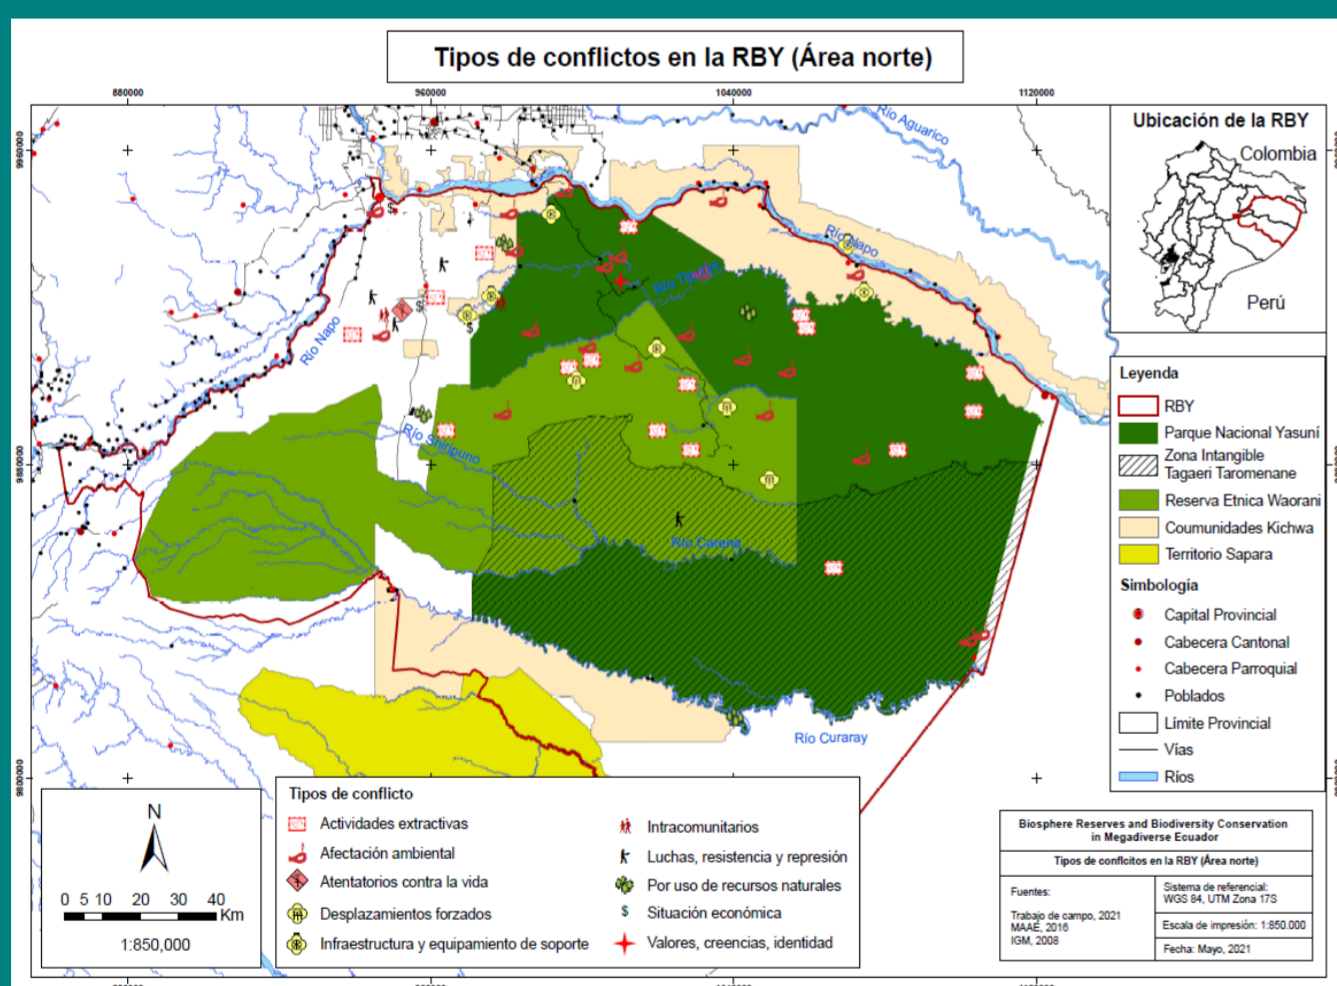 Tipos de conflictos en la RBY (Área norte)
880000
960000
1040000
1120000
Ubicación de la RBY
Colombia
Perú
Río Aguarico
Río Napo
Río Napo
Río Tiputini
Río Shiripuno
Río Curaray
9960000
9880000
9800000
Leyenda
RBY
Parque Nacional Yasuní
Zona Intangible
Tagaeri Taromenane
Reserva Etnica Waorani
Coumunidades Kichwa
Territorio Sapara
Simbología
Capital Provincial
Cabecera Cantonal
Cabecera Parroquial
Poblados
Límite Provincial
Vías
Ríos
N
0 5 10 20 30 40
Km
1:850,000
Tipos de conflicto
Actividades extractivas
Afectación ambiental
Atentatorios contra la vida
Desplazamientos forzados
Infraestructura y equipamiento de soporte
Intracomunitarios
Luchas, resistencia y represión
Por uso de recursos naturales
$ Situación económica
Valores, creencias, identidad
Biosphere Reserves and Biodiversity Conservation
in Megadiverse Ecuador
Tipos de conflcitos en la RBY (Área norte)
Fuentes:
Trabajo de campo, 2021
MAAE, 2016
IGM, 2008
Sistema de referencial:
WGS 84, UTM Zona 17S
Escala de impresión: 1:850.000
Fecha: Mayo, 2021